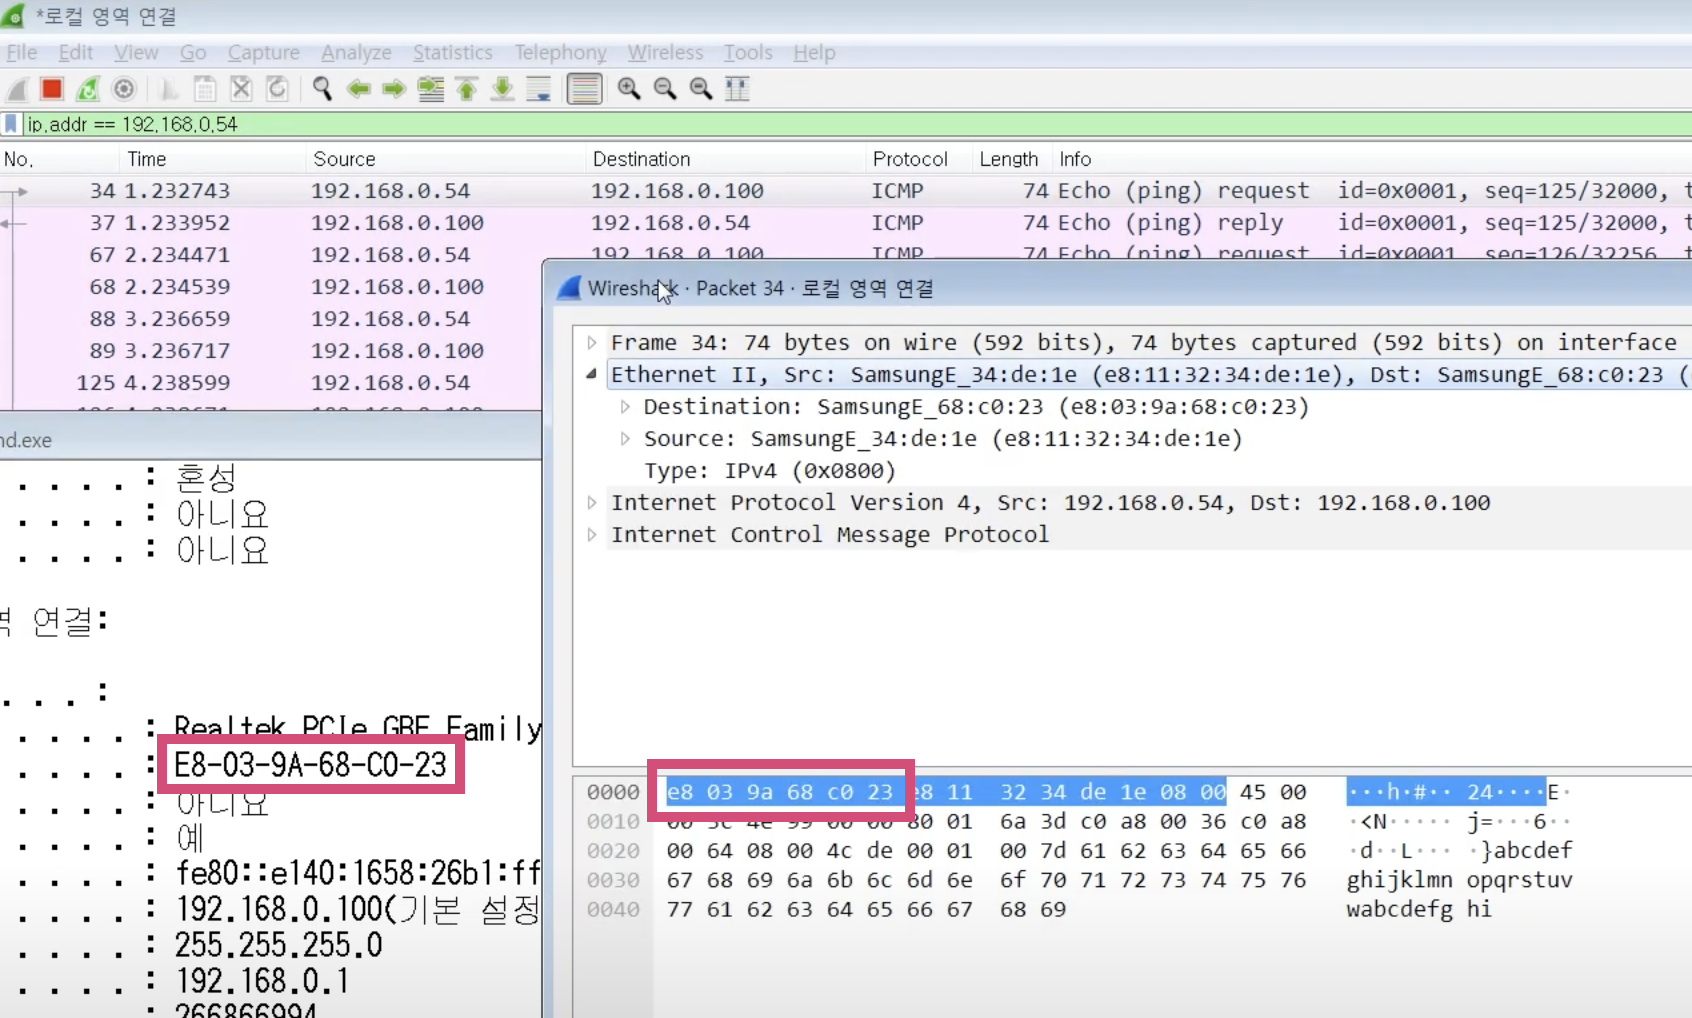 *로컬 영역 연결
File Edit View Go Capture Analyze Statistics Telephony Wireless Tools Help
ip.addr == 192.168.0.54
No. Time Source Destination Protocol Length Info
34 1.232743 192.168.0.54 192.168.0.100 ICMP 74 Echo (ping) request id=0x0001, seq=125/32000, t
37 1.233952 192.168.0.100 192.168.0.54 ICMP 74 Echo (ping) reply id=0x0001, seq=125/32000, t
67 2.234471 192.168.0.54 192.168.0.100 ICMP 74 Echo (ping) request id=0x0001, seq=126/32256, t
68 2.234539 192.168.0.100
88 3.236659 192.168.0.54
89 3.236717 192.168.0.100
125 4.238599 192.168.0.54
nd.exe
. . . . : 혼성
. . . . : 아니요
. . . . : 아니요
역 연결:
. . . :
. . . . : Realtek PCIe GBE Family
. . . . : E8-03-9A-68-C0-23
. . . . : 아니요
. . . . : 예
. . . . : fe80::e140:1658:26b1:ff
. . . . : 192.168.0.100(기본 설정
. . . . : 255.255.255.0
. . . . : 192.168.0.1
: 266866994
Wireshark · Packet 34 · 로컬 영역 연결
Frame 34: 74 bytes on wire (592 bits), 74 bytes captured (592 bits) on interface
Ethernet II, Src: SamsungE_34:de:1e (e8:11:32:34:de:1e), Dst: SamsungE_68:c0:23 (
Destination: SamsungE_68:c0:23 (e8:03:9a:68:c0:23)
Source: SamsungE_34:de:1e (e8:11:32:34:de:1e)
Type: IPv4 (0x0800)
Internet Protocol Version 4, Src: 192.168.0.54, Dst: 192.168.0.100
Internet Control Message Protocol
0000 e8 03 9a 68 c0 23 e8 11 32 34 de 1e 08 00 45 00 ···h·#·· 24····E·
0010 00 3c 4e 99 00 00 80 01 6a 3d c0 a8 00 36 c0 a8 ·<N····· j=···6··
0020 00 64 08 00 4c de 00 01 00 7d 61 62 63 64 65 66 ·d··L··· ·}abcdef
0030 67 68 69 6a 6b 6c 6d 6e 6f 70 71 72 73 74 75 76 ghijklmn opqrstuv
0040 77 61 62 63 64 65 66 67 68 69 wabcdefg hi